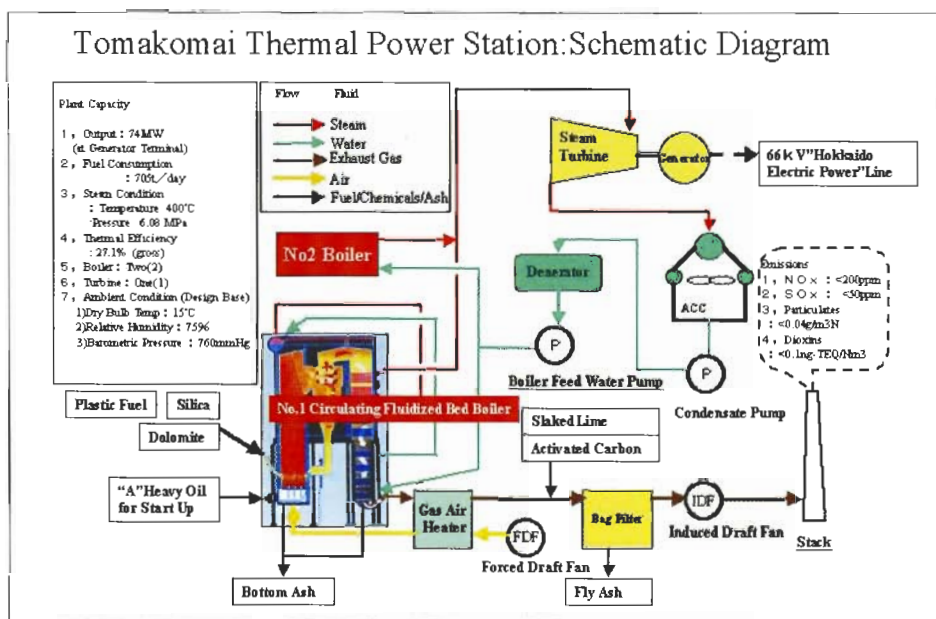 Tomakomai Thermal Power Station:Schematic Diagram
Plant Capacity
1, Output : 74MW
(at Generator Terminal)
2, Fuel Consumption
: 705t/day
3, Steam Condition
: Temperature 400℃
Pressure 6.08 MPa
4, Thermal Efficiency
: 27.1% (gross)
5, Boiler : Two(2)
6, Turbine : One(1)
7, Ambient Condition (Design Base)
1)Dry Bulb Temp : 15℃
2)Relative Humidity : 75%
3)Barometric Pressure : 760mmHg
Flow Fluid
Steam
Water
Exhaust Gas
Air
Fuel/Chemicals/Ash
Steam
Turbine
Generator
66kV"Hokkaido
Electric Power"Line
No2 Boiler
Deaerator
ACC
P
Boiler Feed Water Pump
P
Condensate Pump
Emissions
1, NOx : <200ppm
2, SOx : <50ppm
3, Particulates
: <0.04g/m3N
4, Dioxins
: <0.1ng-TEQ/Nm3
Plastic Fuel
Silica
Dolomite
No,1 Circulating Fluidized Bed Boiler
Slaked Lime
Activated Carbon
"A"Heavy Oil
for Start Up
Gas Air
Heater
FDF
Forced Draft Fan
Bag Filter
IDF
Induced Draft Fan
Stack
Bottom Ash
Fly Ash